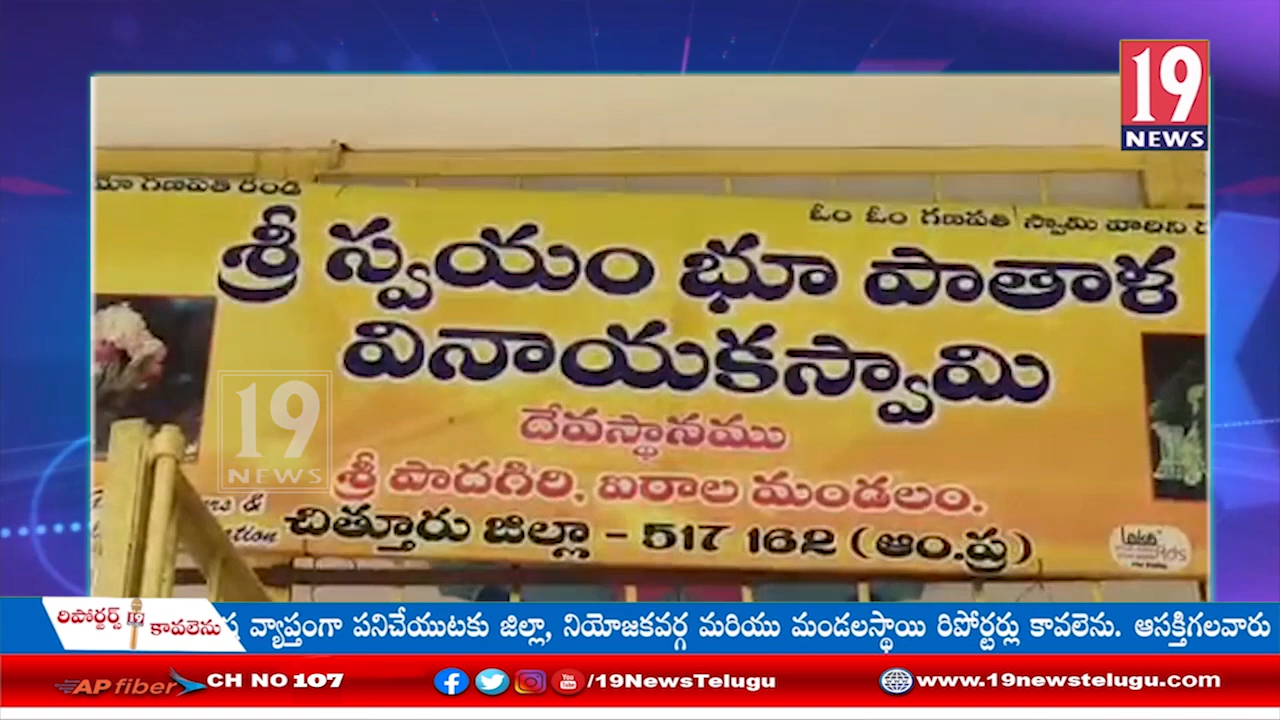 19
NEWS
మా గణపతి రండి
ఓం ఓం గణపతి స్వామి వారిని
శ్రీ స్వయం భూ పాతాళ
వినాయకస్వామి
దేవస్థానము
19
NEWS
శ్రీ పాదగిరి, ఐరాల మండలం.
చిత్తూరు జిల్లా - 517 162 (ఆం.ప్ర)
రిపోర్టర్స్ 19 కావలెను
వ్యాప్తంగా పనిచేయుటకు జిల్లా, నియోజకవర్గ మరియు మండలస్థాయి రిపోర్టర్లు కావలెను. ఆసక్తిగలవారు
AP fiber CH NO 107 /19NewsTelugu www.19newstelugu.com